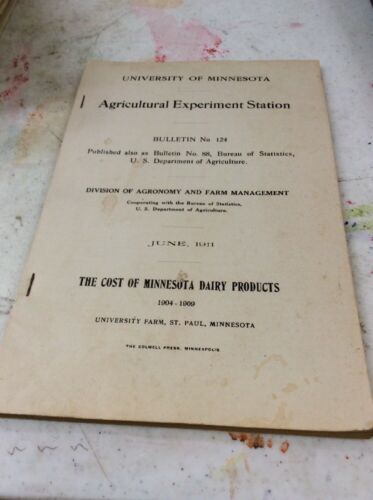 UNIVERSITY OF MINNESOTA
Agricultural Experiment Station
BULLETIN No. 124
Published also as Bulletin No. 88, Bureau of Statistics,
U. S. Department of Agriculture.
DIVISION OF AGRONOMY AND FARM MANAGEMENT
Cooperating with the Bureau of Statistics,
U. S. Department of Agriculture.
JUNE, 1911
THE COST OF MINNESOTA DAIRY PRODUCTS
1904-1909
UNIVERSITY FARM, ST. PAUL, MINNESOTA
THE COLWELL PRESS, MINNEAPOLIS